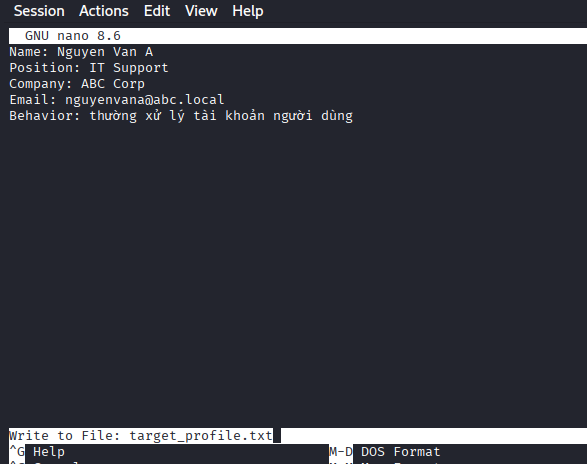 Session Actions Edit View Help
GNU nano 8.6
Name: Nguyen Van A
Position: IT Support
Company: ABC Corp
Email: nguyenvana@abc.local
Behavior: thường xử lý tài khoản người dùng
Write to File: target_profile.txt
^G Help M-D DOS Format